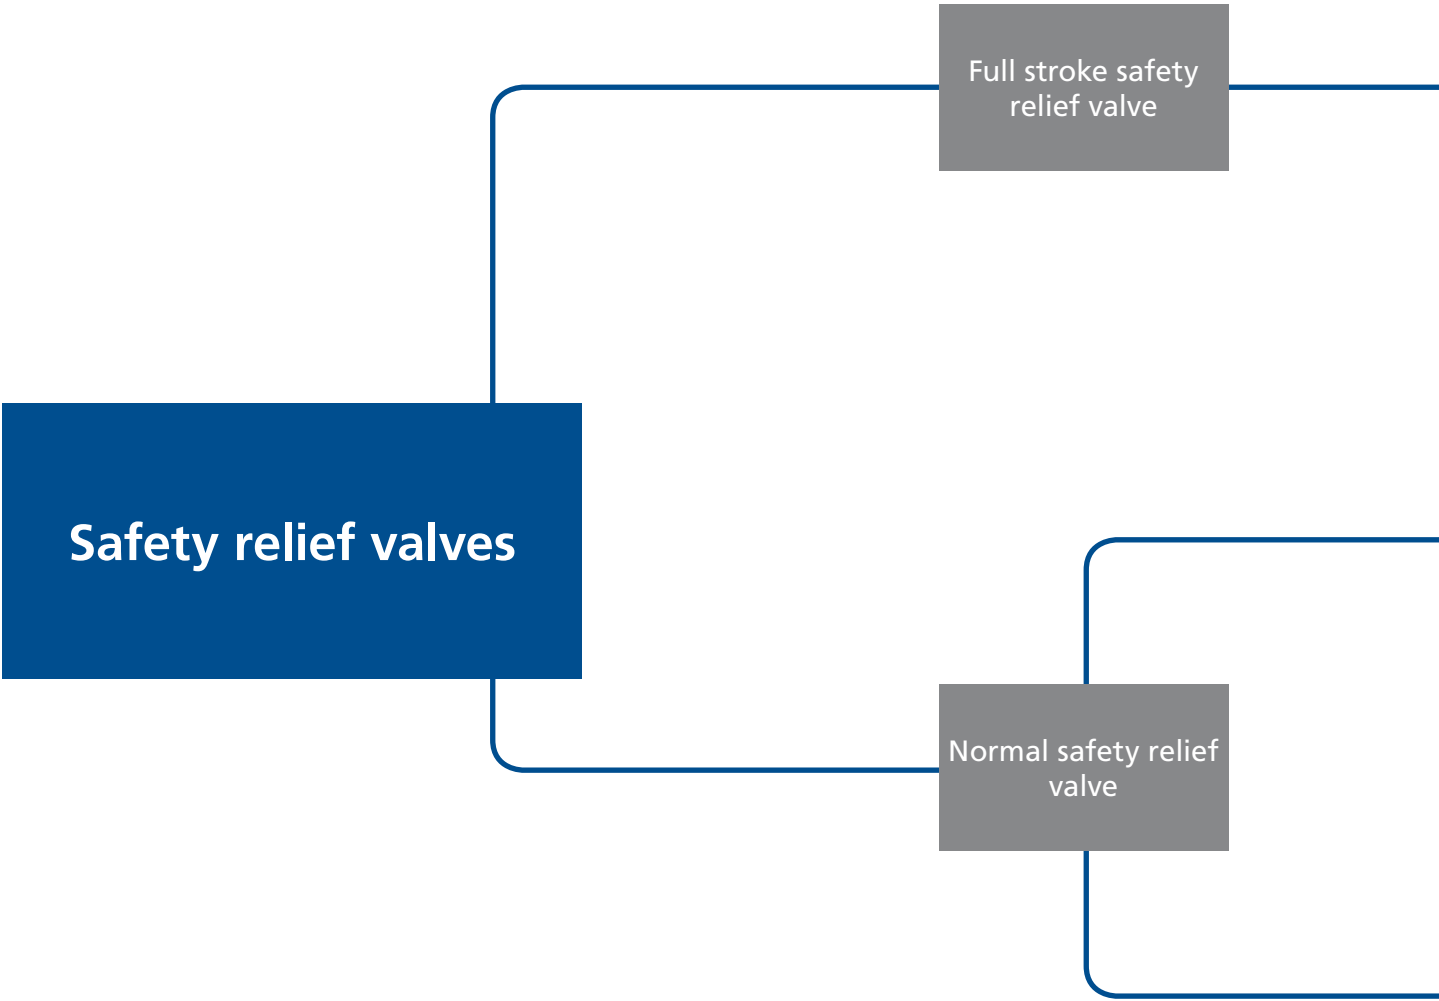 Full stroke safety
relief valve
Safety relief valves
Normal safety relief
valve